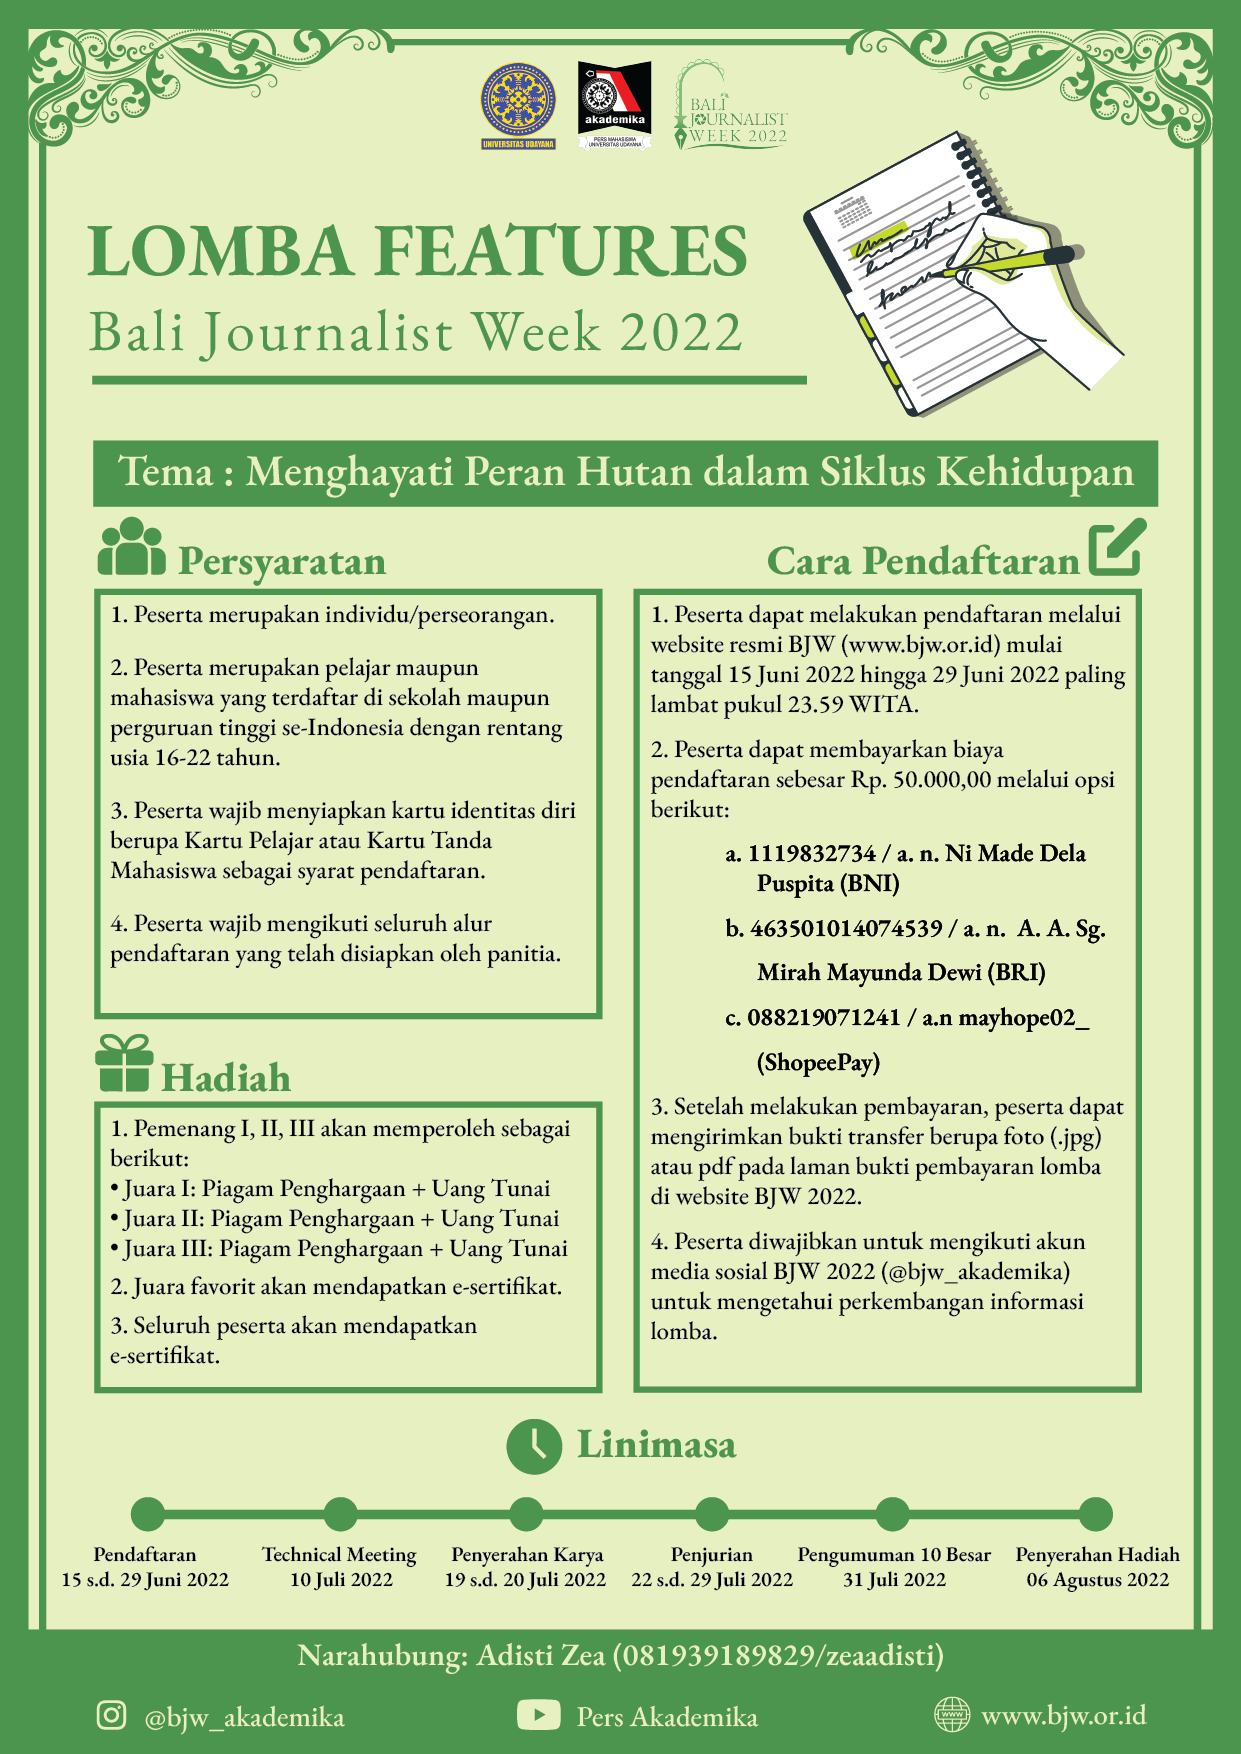 UNIVERSITAS UDAYANA
akademika
PERS MAHASISWA
UNIVERSITAS UDAYANA
BALI
JOURNALIST
WEEK 2022
LOMBA FEATURES
Bali Journalist Week 2022
Tema : Menghayati Peran Hutan dalam Siklus Kehidupan
Persyaratan
1. Peserta merupakan individu/perseorangan.
2. Peserta merupakan pelajar maupun
mahasiswa yang terdaftar di sekolah maupun
perguruan tinggi se-Indonesia dengan rentang
usia 16-22 tahun.
3. Peserta wajib menyiapkan kartu identitas diri
berupa Kartu Pelajar atau Kartu Tanda
Mahasiswa sebagai syarat pendaftaran.
4. Peserta wajib mengikuti seluruh alur
pendaftaran yang telah disiapkan oleh panitia.
Hadiah
1. Pemenang I, II, III akan memperoleh sebagai
berikut:
• Juara I: Piagam Penghargaan + Uang Tunai
• Juara II: Piagam Penghargaan + Uang Tunai
• Juara III: Piagam Penghargaan + Uang Tunai
2. Juara favorit akan mendapatkan e-sertifikat.
3. Seluruh peserta akan mendapatkan
e-sertifikat.
Cara Pendaftaran
1. Peserta dapat melakukan pendaftaran melalui
website resmi BJW (www.bjw.or.id) mulai
tanggal 15 Juni 2022 hingga 29 Juni 2022 paling
lambat pukul 23.59 WITA.
2. Peserta dapat membayarkan biaya
pendaftaran sebesar Rp. 50.000,00 melalui opsi
berikut:
a. 1119832734 / a. n. Ni Made Dela
Puspita (BNI)
b. 463501014074539 / a. n. A. A. Sg.
Mirah Mayunda Dewi (BRI)
c. 088219071241 / a.n mayhope02_
(ShopeePay)
3. Setelah melakukan pembayaran, peserta dapat
mengirimkan bukti transfer berupa foto (.jpg)
atau pdf pada laman bukti pembayaran lomba
di website BJW 2022.
4. Peserta diwajibkan untuk mengikuti akun
media sosial BJW 2022 (@bjw_akademika)
untuk mengetahui perkembangan informasi
lomba.
Linimasa
Pendaftaran
15 s.d. 29 Juni 2022
Technical Meeting
10 Juli 2022
Penyerahan Karya
19 s.d. 20 Juli 2022
Penjurian
22 s.d. 29 Juli 2022
Pengumuman 10 Besar
31 Juli 2022
Penyerahan Hadiah
06 Agustus 2022
Narahubung: Adisti Zea (081939189829/zeaadisti)
@bjw_akademika
Pers Akademika
www
www.bjw.or.id